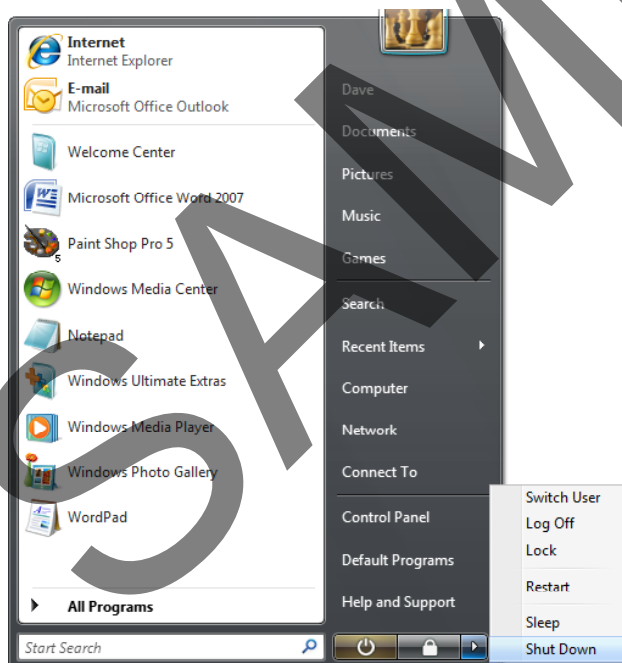 Internet
Internet Explorer
E-mail
Microsoft Office Outlook
Welcome Center
Microsoft Office Word 2007
Paint Shop Pro 5
5
Windows Media Center
Notepad
Windows Ultimate Extras
Windows Media Player
Windows Photo Gallery
WordPad
All Programs
Start Search
Dave
Documents
Pictures
Music
Games
Search
Recent Items
Computer
Network
Connect To
Control Panel
Default Programs
Help and Support
Switch User
Log Off
Lock
Restart
Sleep
Shut Down
SAM